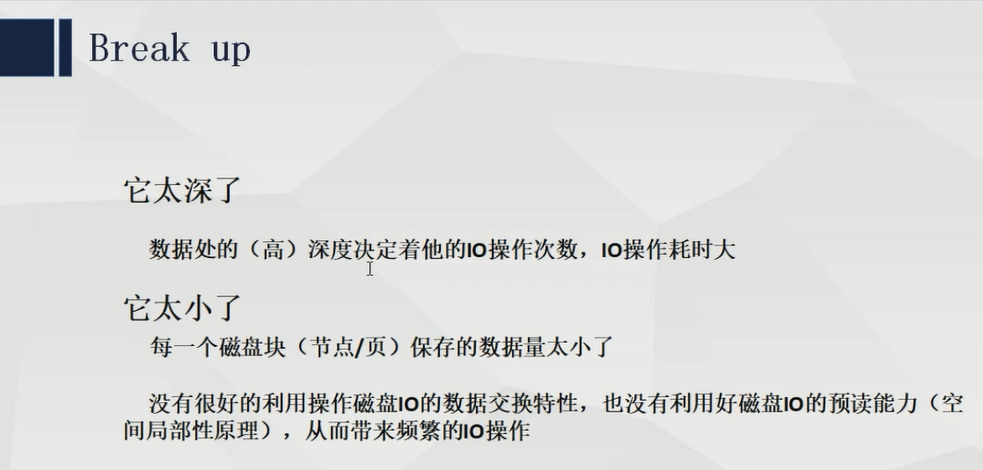 Break up
它太深了
数据处的（高）深度决定着他的IO操作次数，IO操作耗时大
它太小了
每一个磁盘块（节点/页）保存的数据量太小了
没有很好的利用操作磁盘IO的数据交换特性，也没有利用好磁盘IO的预读能力（空
间局部性原理），从而带来频繁的IO操作